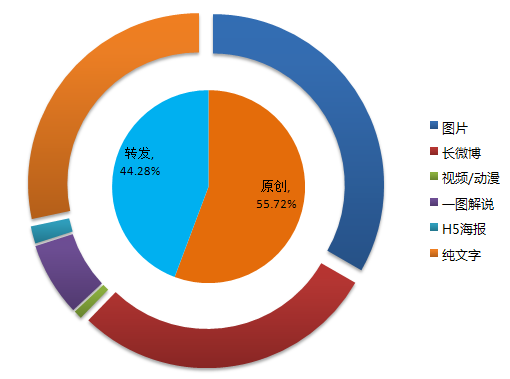 转发,
44.28%
原创,
55.72%
图片
长微博
视频/动漫
一图解说
H5海报
纯文字